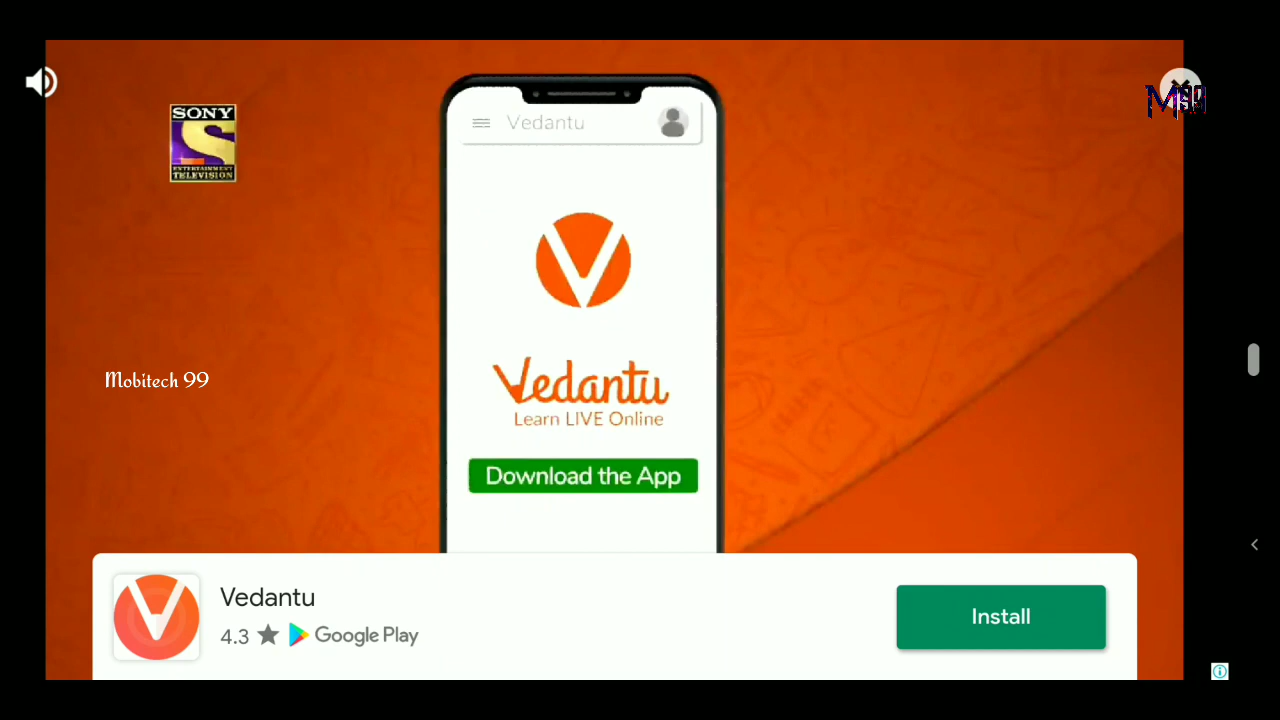 SONY
ENTERTAINMENT
TELEVISION
Vedantu
Vedantu
Learn LIVE Online
Download the App
Mobitech 99
Vedantu
4.3 ★ Google Play
Install